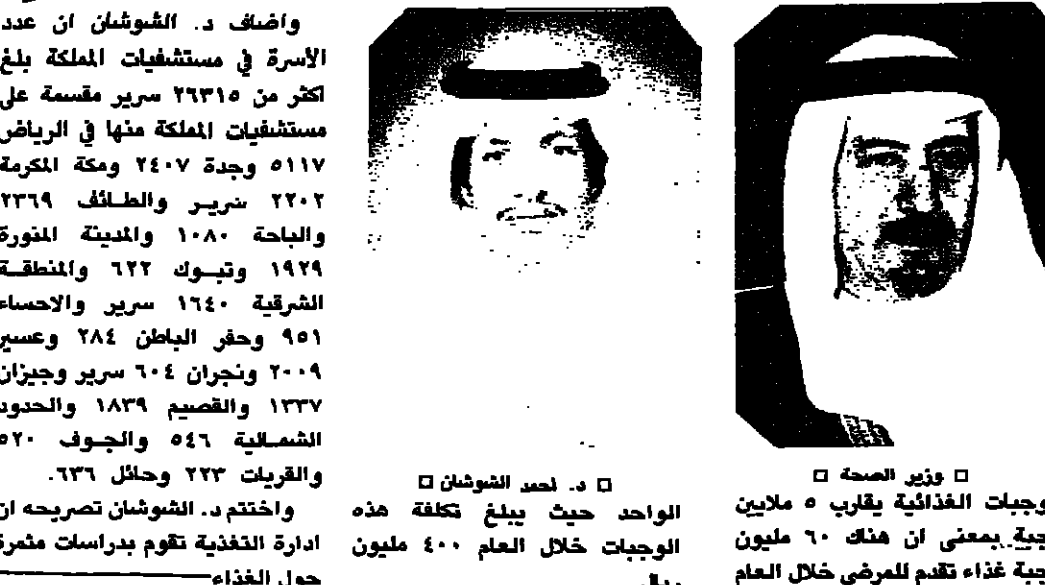 □ وزير الصحة □
وجبات الغذائية يقارب ٥ ملايين
جبة بمعنى ان هناك ٦٠ مليون
جبة غذاء تقدم للمرضى خلال العام
□ د. احمد الشوشان □
الواحد حيث يبلغ تكلفة هذه
الوجبات خلال العام ٤٠٠ مليون
ريال.
واضاف د. الشوشان ان عدد
الأسرة في مستشفيات المملكة بلغ
اكثر من ٢٦٣١٥ سرير مقسمة على
مستشفيات المملكة منها في الرياض
٥١١٧ وجدة ٢٤٠٧ ومكة المكرمة
٢٢٠٢ سرير والطائف ٢٣٦٩
والباحة ١٠٨٠ والمدينة المنورة
١٩٢٩ وتبوك ٦٢٢ والمنطقة
الشرقية ١٦٤٠ سرير والاحساء
٩٥١ وحفر الباطن ٢٨٤ وعسير
٢٠٠٩ ونجران ٦٠٤ سرير وجيزان
١٣٣٧ والقصيم ١٨٣٩ والحدود
الشمالية ٥٤٦ والجوف ٥٢٠
والقريات ٢٢٣ وحائل ٦٣٦.
واختتم د. الشوشان تصريحه ان
ادارة التغذية تقوم بدراسات مثمرة
حول الغذاء